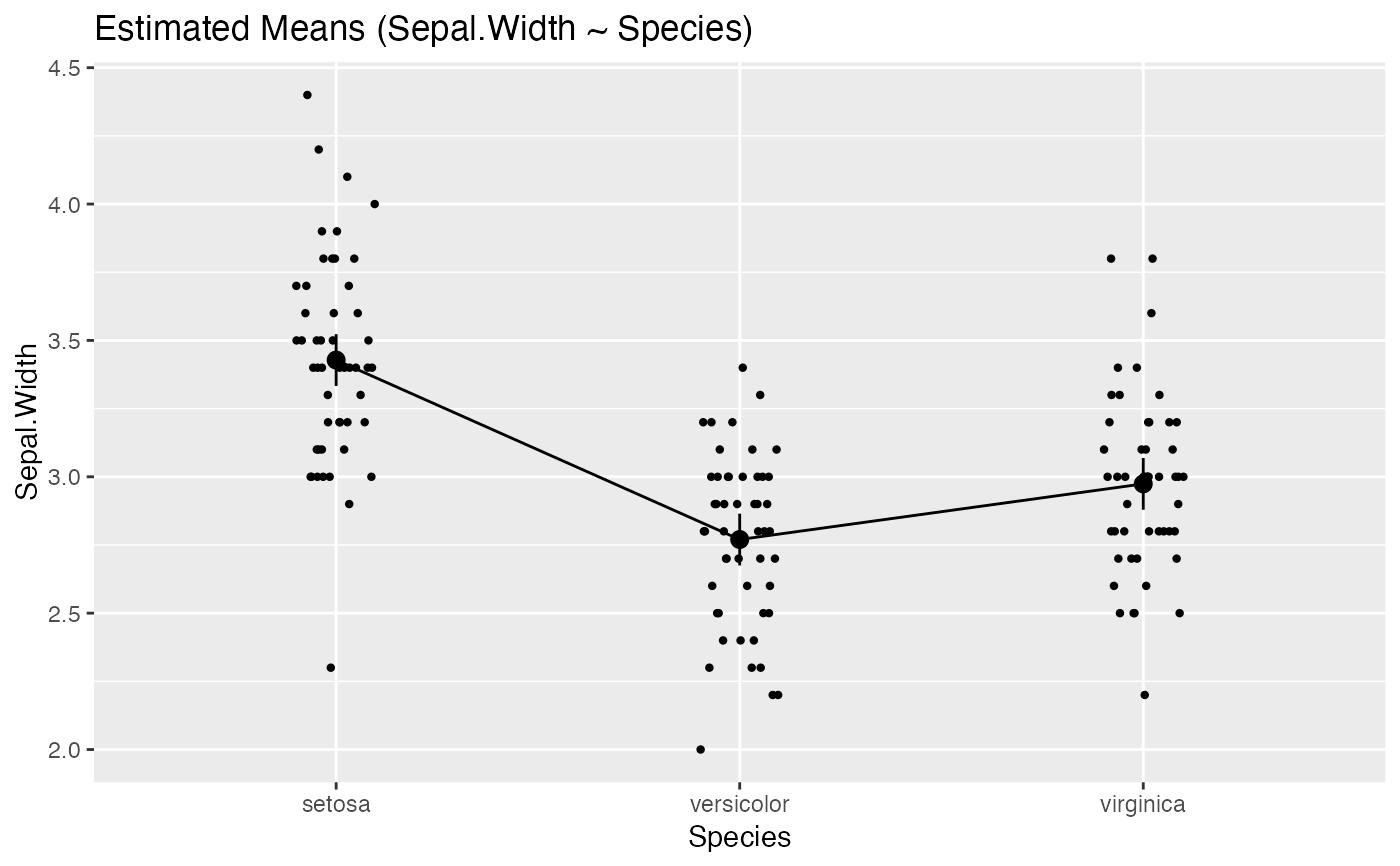 Estimated Means (Sepal.Width ~ Species)
4.5
4.0
3.5
3.0
2.5
2.0
Sepal.Width
setosa versicolor virginica
Species